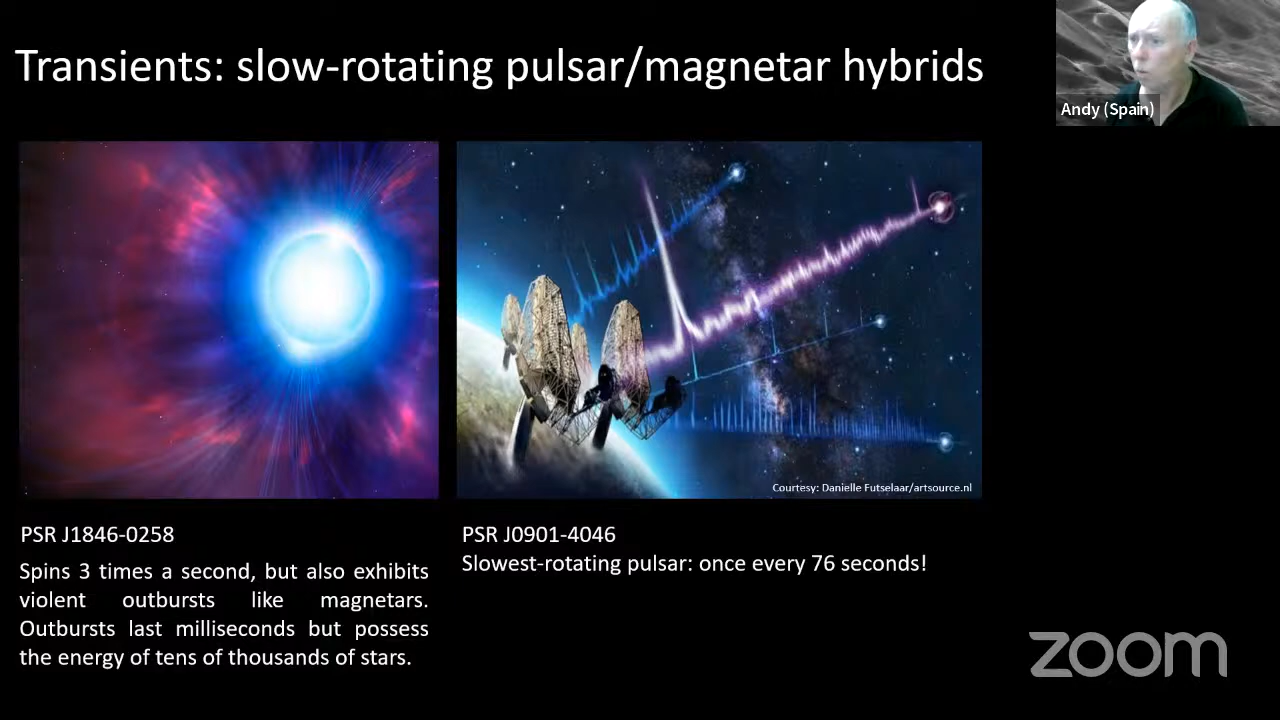 Transients: slow-rotating pulsar/magnetar hybrids
Andy (Spain)
Courtesy: Danielle Futselaar/artsource.nl
PSR J1846-0258
Spins 3 times a second, but also exhibits
violent outbursts like magnetars.
Outbursts last milliseconds but possess
the energy of tens of thousands of stars.
PSR J0901-4046
Slowest-rotating pulsar: once every 76 seconds!
zoom